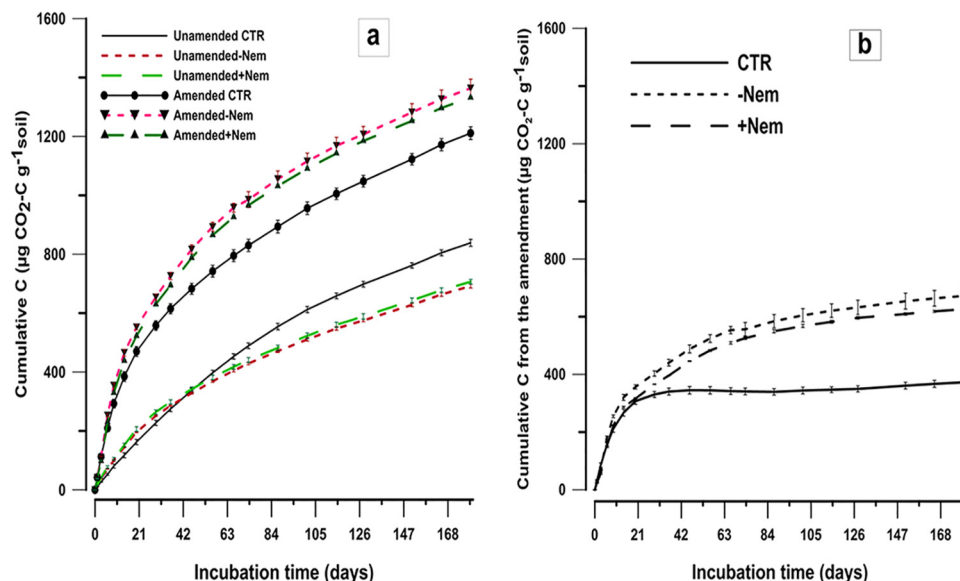 a
Unamended CTR
Unamended-Nem
Unamended+Nem
Amended CTR
Amended-Nem
Amended+Nem
Cumulative C (µg CO2-C g-1soil)
1600
1200
800
400
0
0 21 42 63 84 105 126 147 168
Incubation time (days)
b
CTR
-Nem
+Nem
Cumulative C from the amendment (µg CO2-C g-1soil)
1600
1200
800
400
0
0 21 42 63 84 105 126 147 168
Incubation time (days)